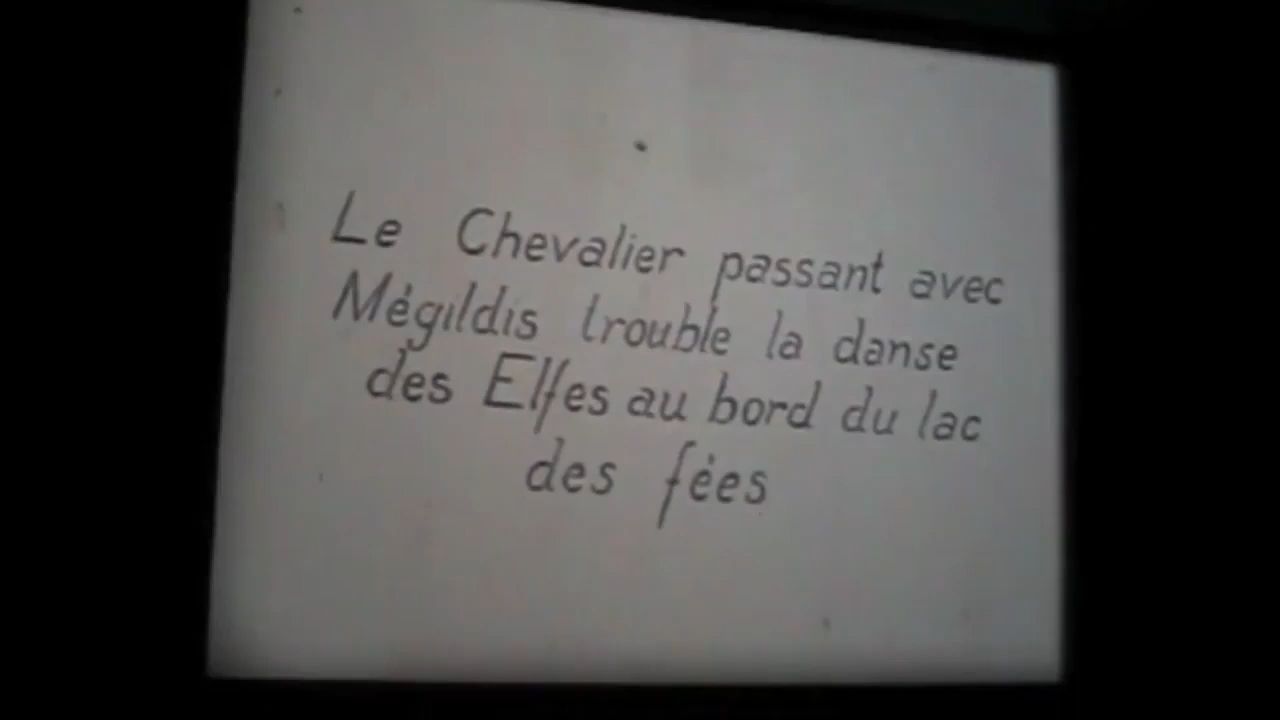 Le Chevalier passant avec
Mégildis trouble la danse
des Elfes au bord du lac
des fées